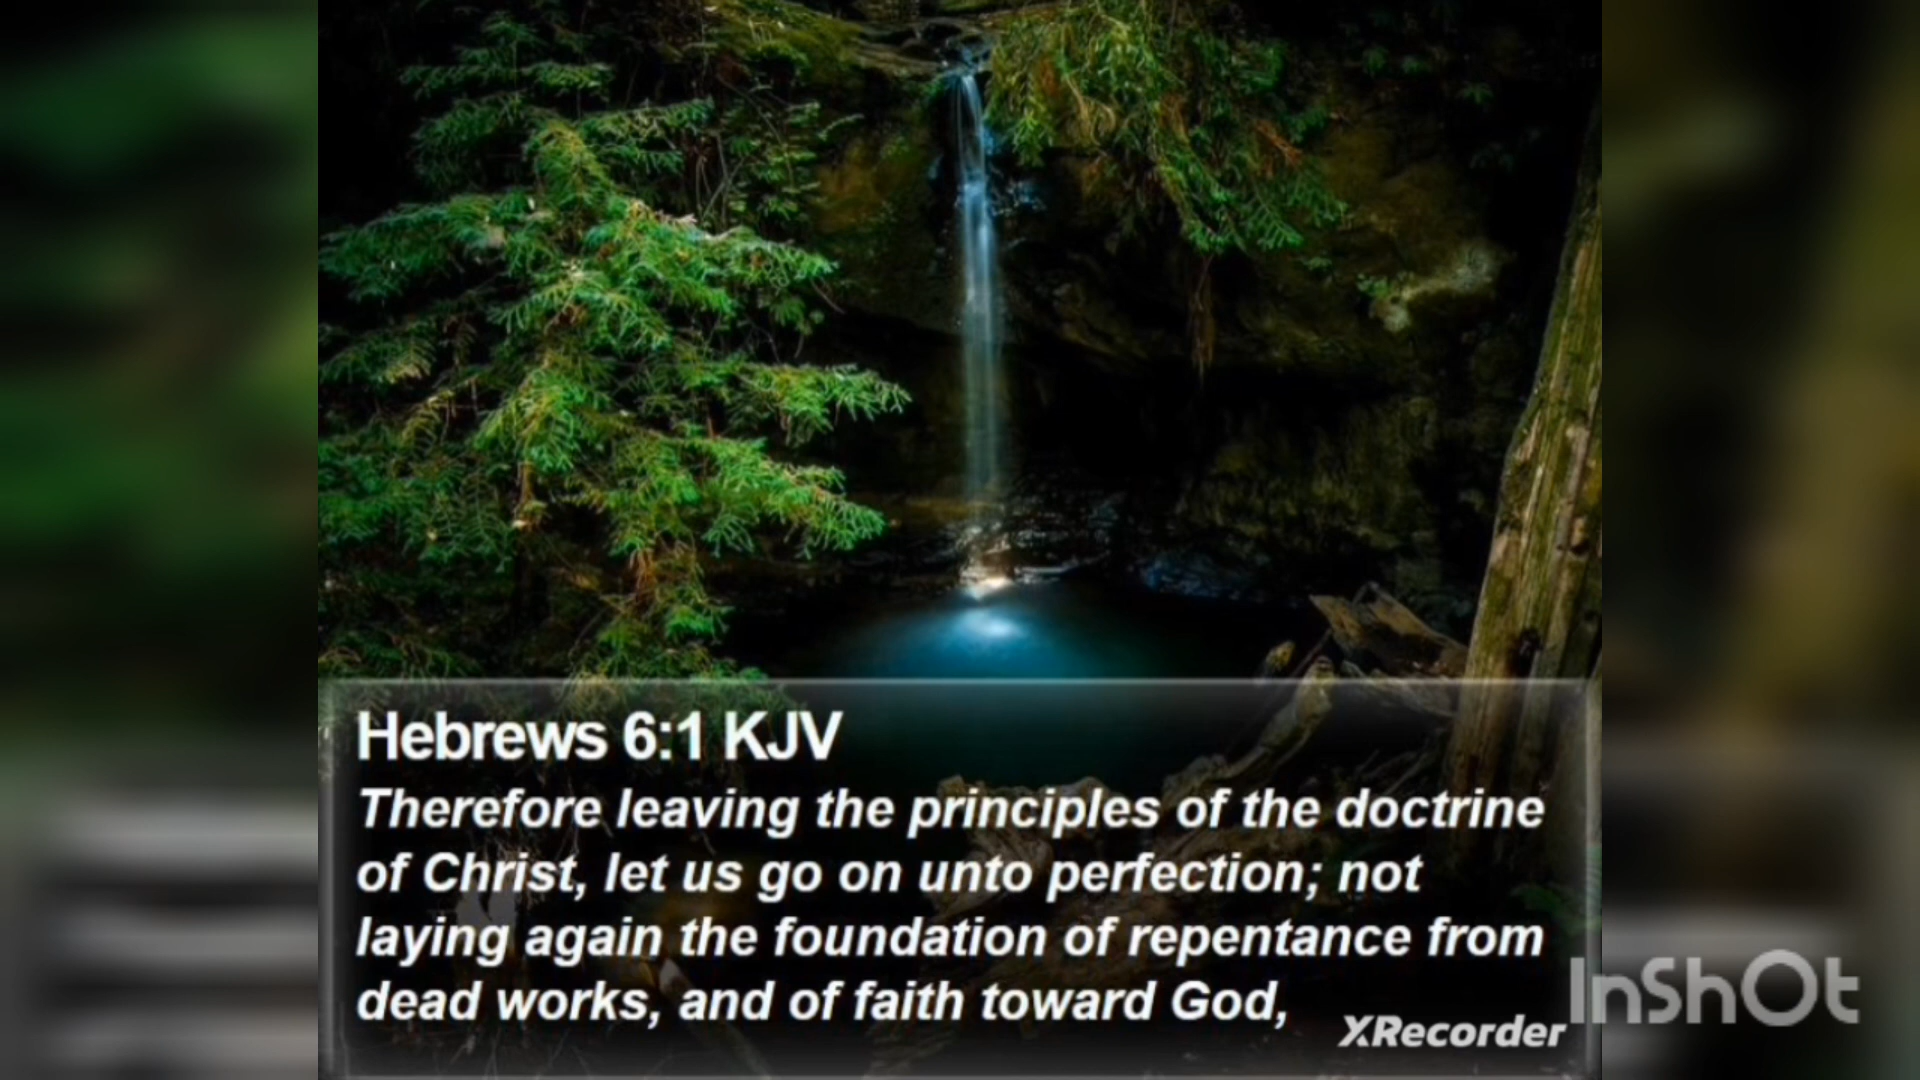 Hebrews 6:1 KJV
Therefore leaving the principles of the doctrine
of Christ, let us go on unto perfection; not
laying again the foundation of repentance from
dead works, and of faith toward God,
XRecorder
InShOt